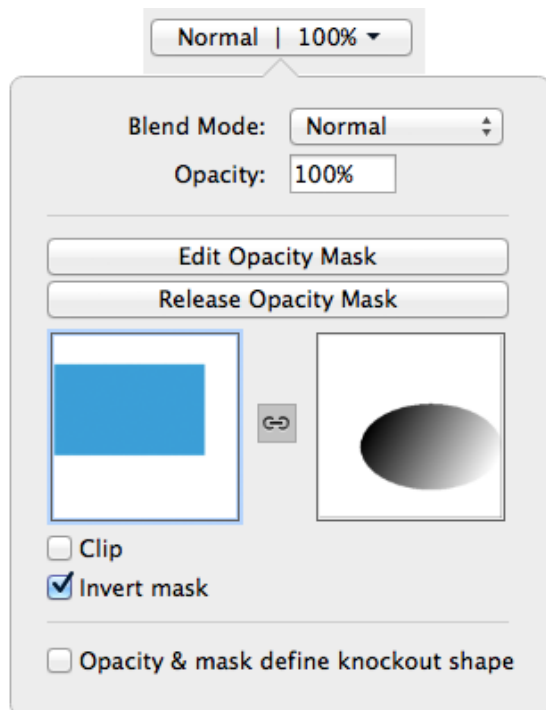 Normal | 100%
Blend Mode: Normal
Opacity: 100%
Edit Opacity Mask
Release Opacity Mask
Clip
Invert mask
Opacity & mask define knockout shape